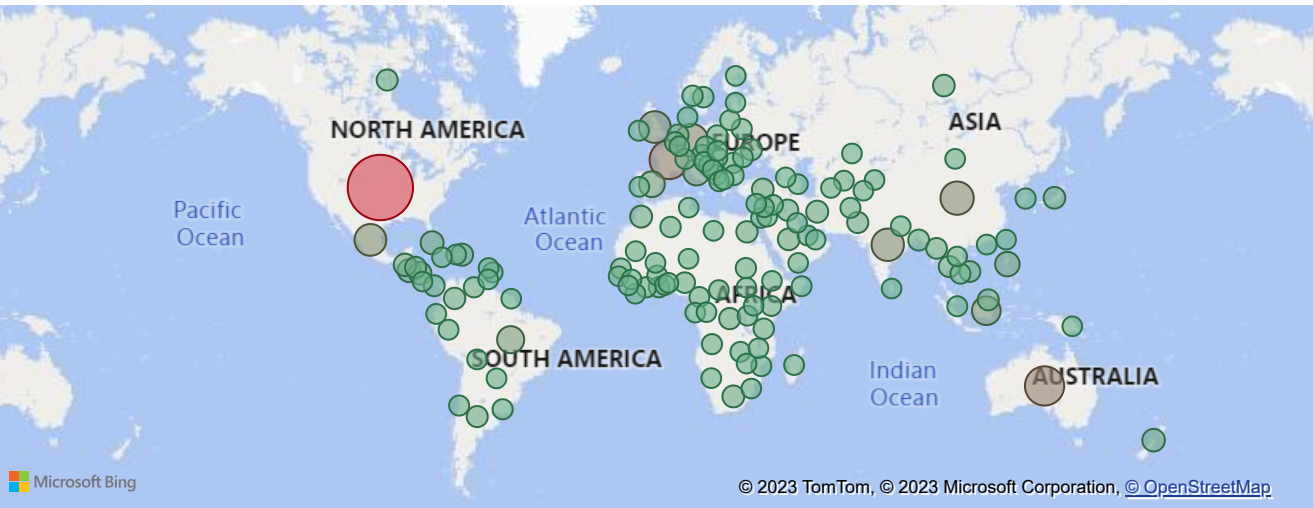 NORTH AMERICA
ASIA
EUROPE
Pacific
Ocean
Atlantic
Ocean
AFRICA
SOUTH AMERICA
Indian
Ocean
AUSTRALIA
Microsoft Bing
© 2023 TomTom, © 2023 Microsoft Corporation, © OpenStreetMap